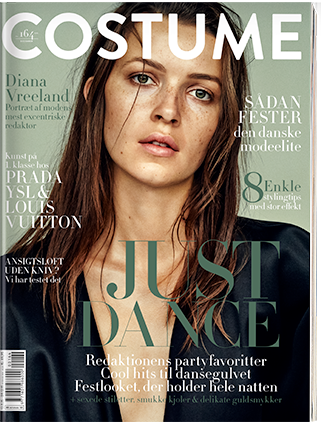 COSTUME
164
Diana
Vreeland
Portræt af modens
mest excentriske
redaktør
SÅDAN
FESTER
den danske
modeelite
Kunst på
1. klasse hos
PRADA
YSL &
LOUIS
VUITTON
8 Enkle
stylingtips
med stor effekt
ANSIGTSLØFT
UDEN KNIV?
Vi har testet det
JUST
DANCE
Redaktionens partyfavoritter
Cool hits til dansegulvet
Festlooket, der holder hele natten
+ sexede stiletter, smukke kjoler & delikate guldsmykker